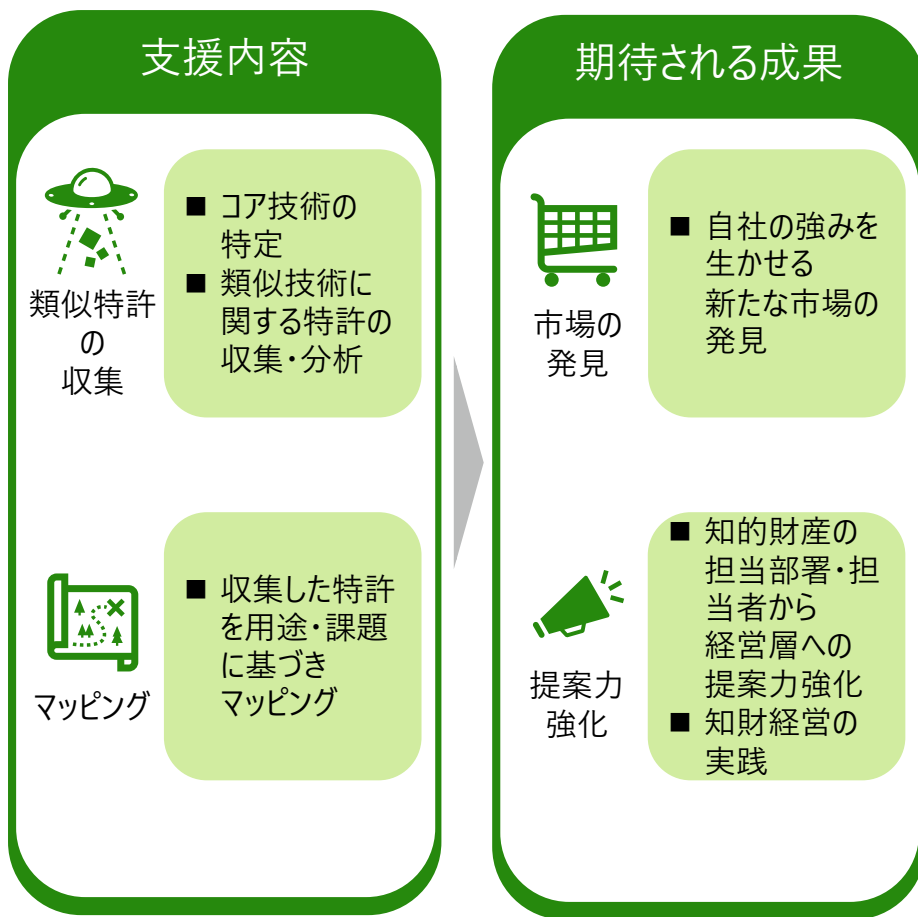 支援内容
類似特許
の
収集
■ コア技術の
特定
■ 類似技術に
関する特許の
収集・分析
マッピング
■ 収集した特許
を用途・課題
に基づき
マッピング
期待される成果
市場の
発見
■ 自社の強みを
生かせる
新たな市場の
発見
提案力
強化
■ 知的財産の
担当部署・担
当者から
経営層への
提案力強化
■ 知財経営の
実践